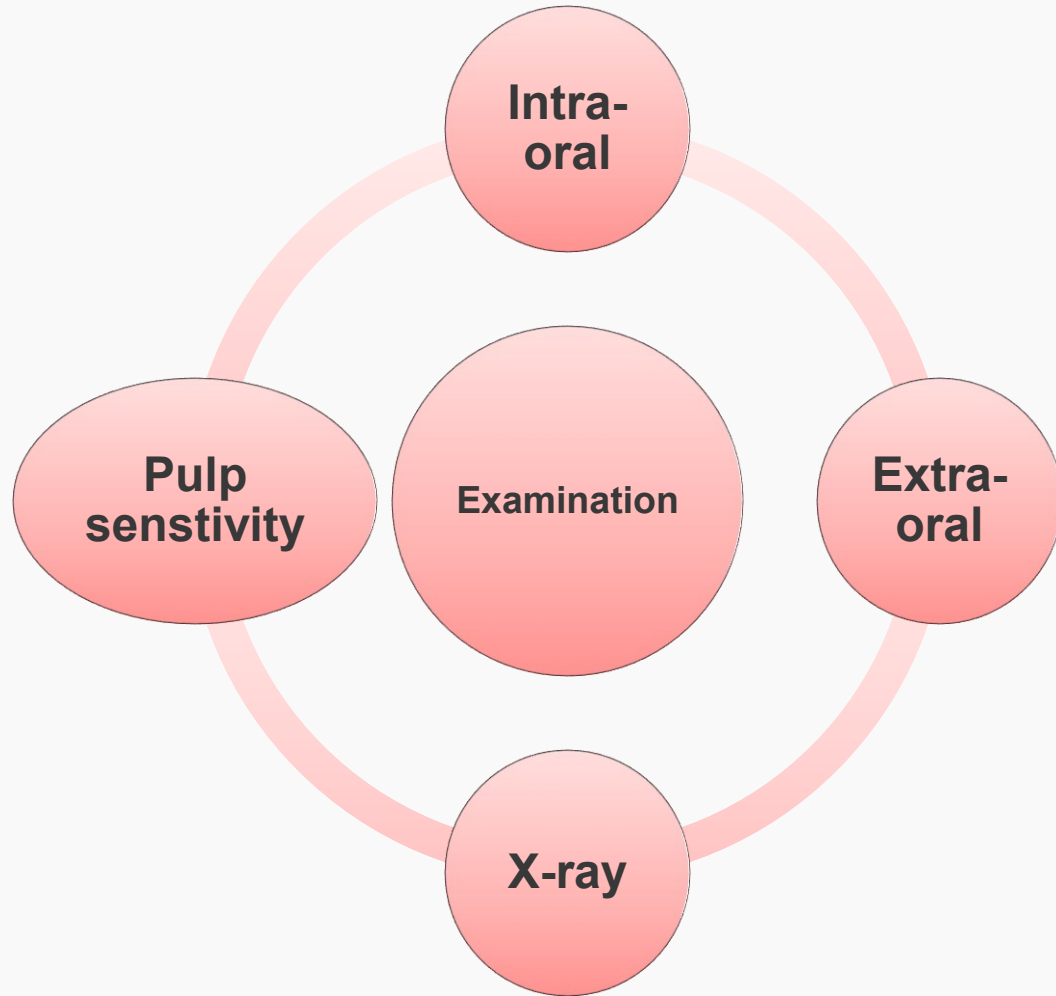 Intra-
oral
Pulp
senstivity
Examination
Extra-
oral
X-ray